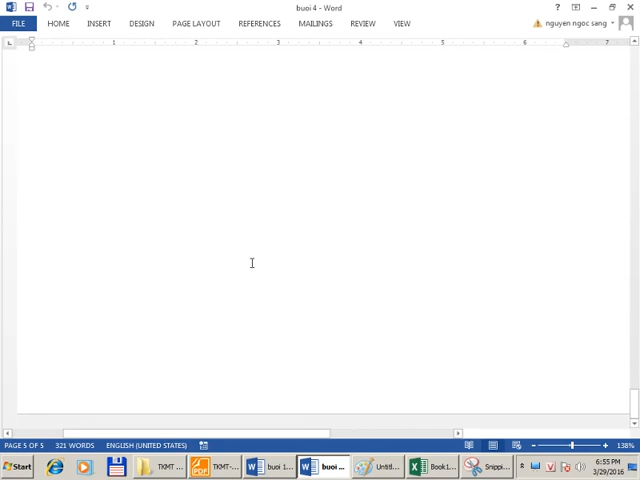 buoi 4 - Word
FILE HOME INSERT DESIGN PAGE LAYOUT REFERENCES MAILINGS REVIEW VIEW nguyen ngoc sang
1 2 3 4 5 6 7
PAGE 5 OF 5 321 WORDS ENGLISH (UNITED STATES) 138%
Start TKMT ... TKMT-... buoi 1... buoi ... Untitl... Book1... Snippi... 6:55 PM
3/29/2016